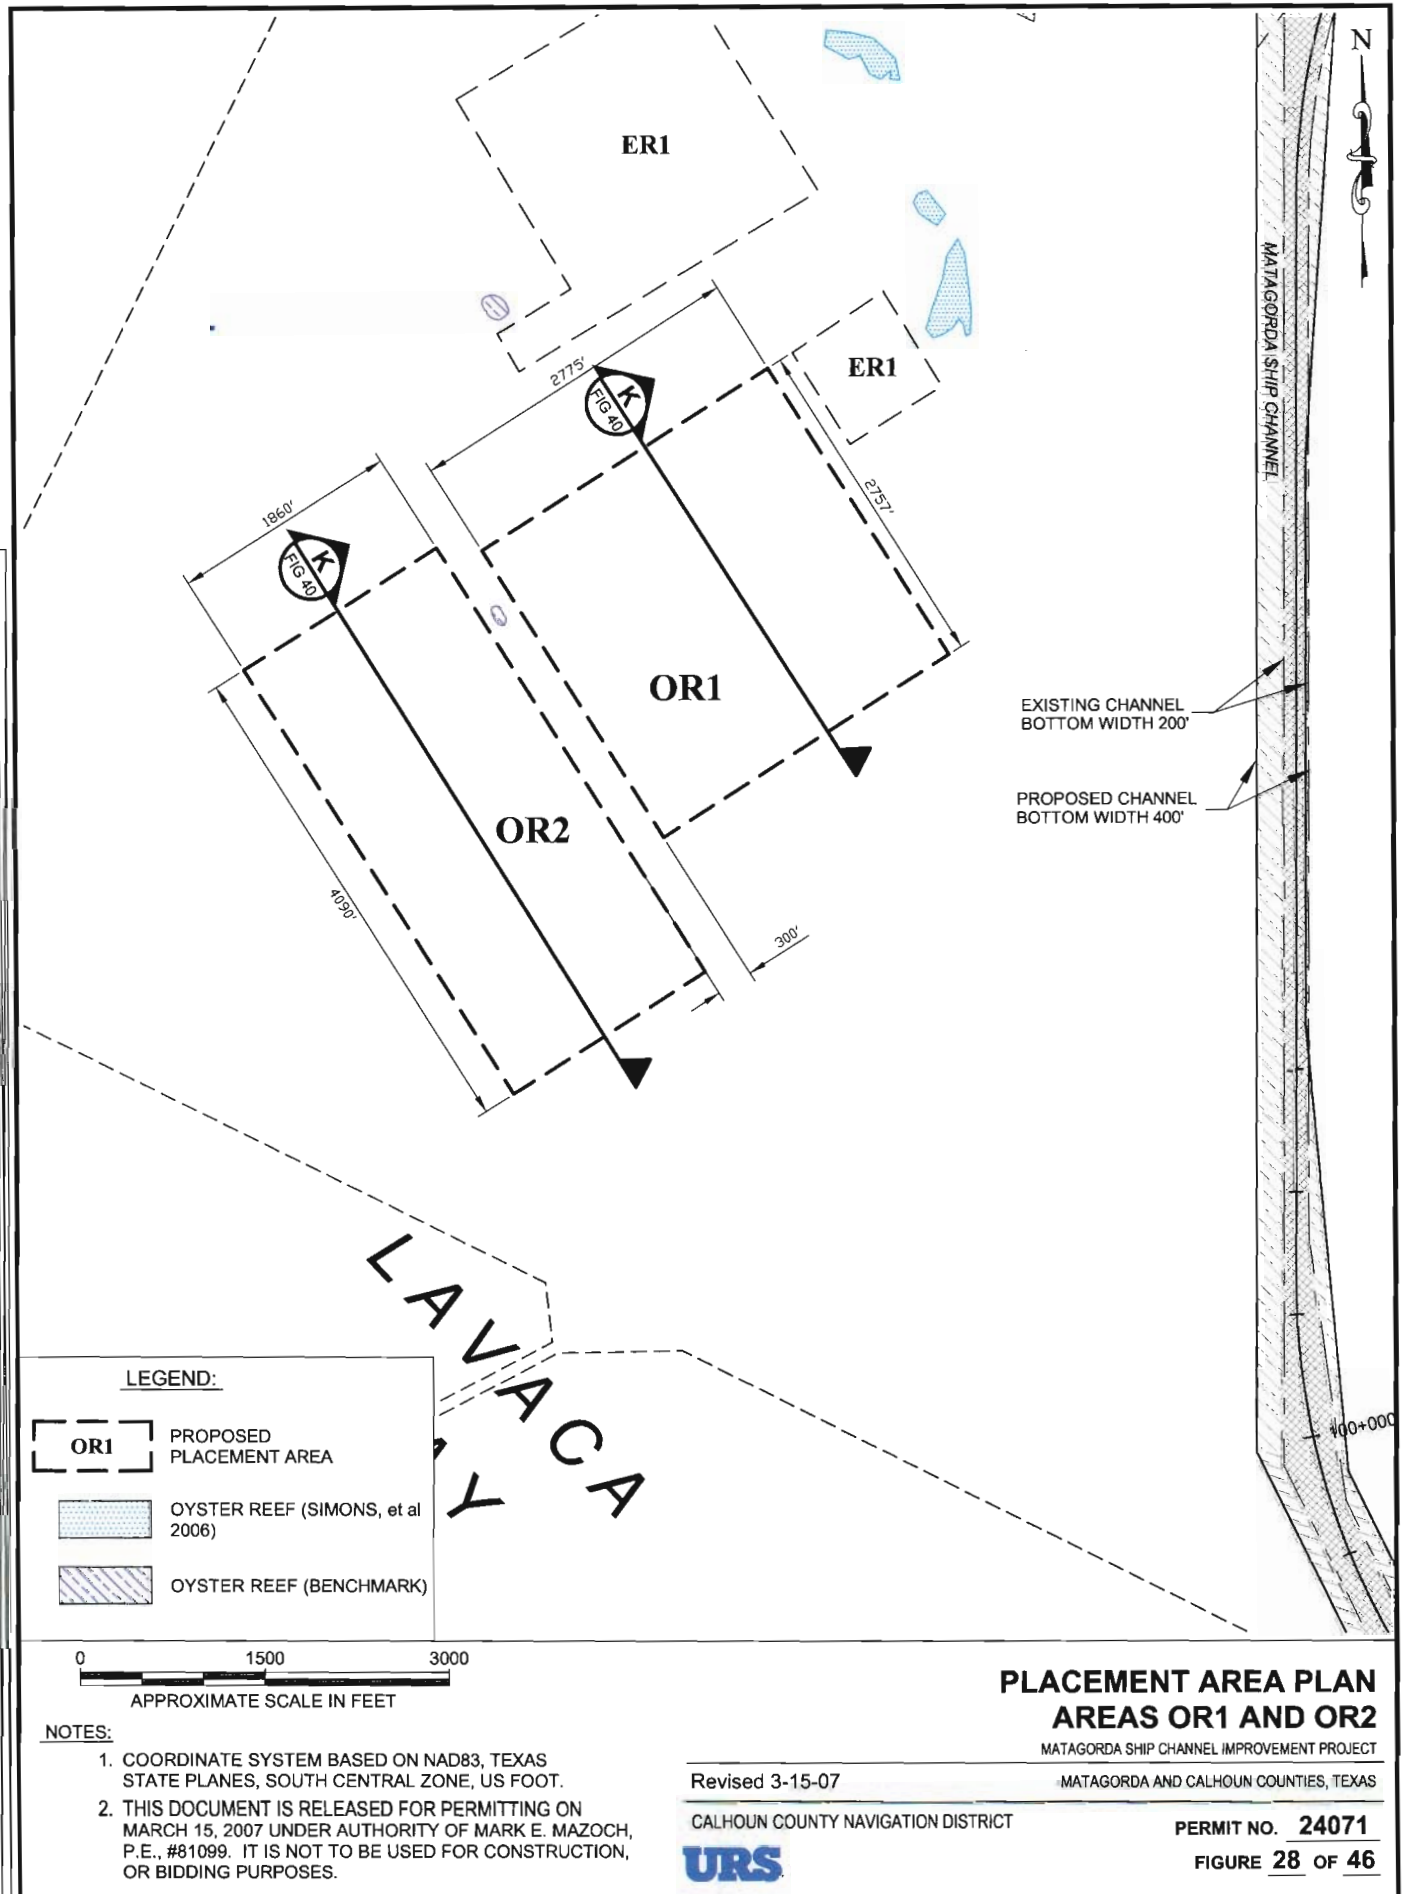 N
ER1
MATAGORDA SHIP CHANNEL
ER1
2775'
K
FIG 40
2757'
1860'
K
FIG 40
OR1
EXISTING CHANNEL
BOTTOM WIDTH 200'
PROPOSED CHANNEL
BOTTOM WIDTH 400'
OR2
4090'
300'
LAVACA
AY
100+000
LEGEND:
OR1
PROPOSED
PLACEMENT AREA
OYSTER REEF (SIMONS, et al
2006)
OYSTER REEF (BENCHMARK)
0 1500 3000
APPROXIMATE SCALE IN FEET
NOTES:
1. COORDINATE SYSTEM BASED ON NAD83, TEXAS
STATE PLANES, SOUTH CENTRAL ZONE, US FOOT.
2. THIS DOCUMENT IS RELEASED FOR PERMITTING ON
MARCH 15, 2007 UNDER AUTHORITY OF MARK E. MAZOCH,
P.E., #81099. IT IS NOT TO BE USED FOR CONSTRUCTION,
OR BIDDING PURPOSES.
PLACEMENT AREA PLAN
AREAS OR1 AND OR2
MATAGORDA SHIP CHANNEL IMPROVEMENT PROJECT
Revised 3-15-07
MATAGORDA AND CALHOUN COUNTIES, TEXAS
CALHOUN COUNTY NAVIGATION DISTRICT
URS
PERMIT NO. 24071
FIGURE 28 OF 46